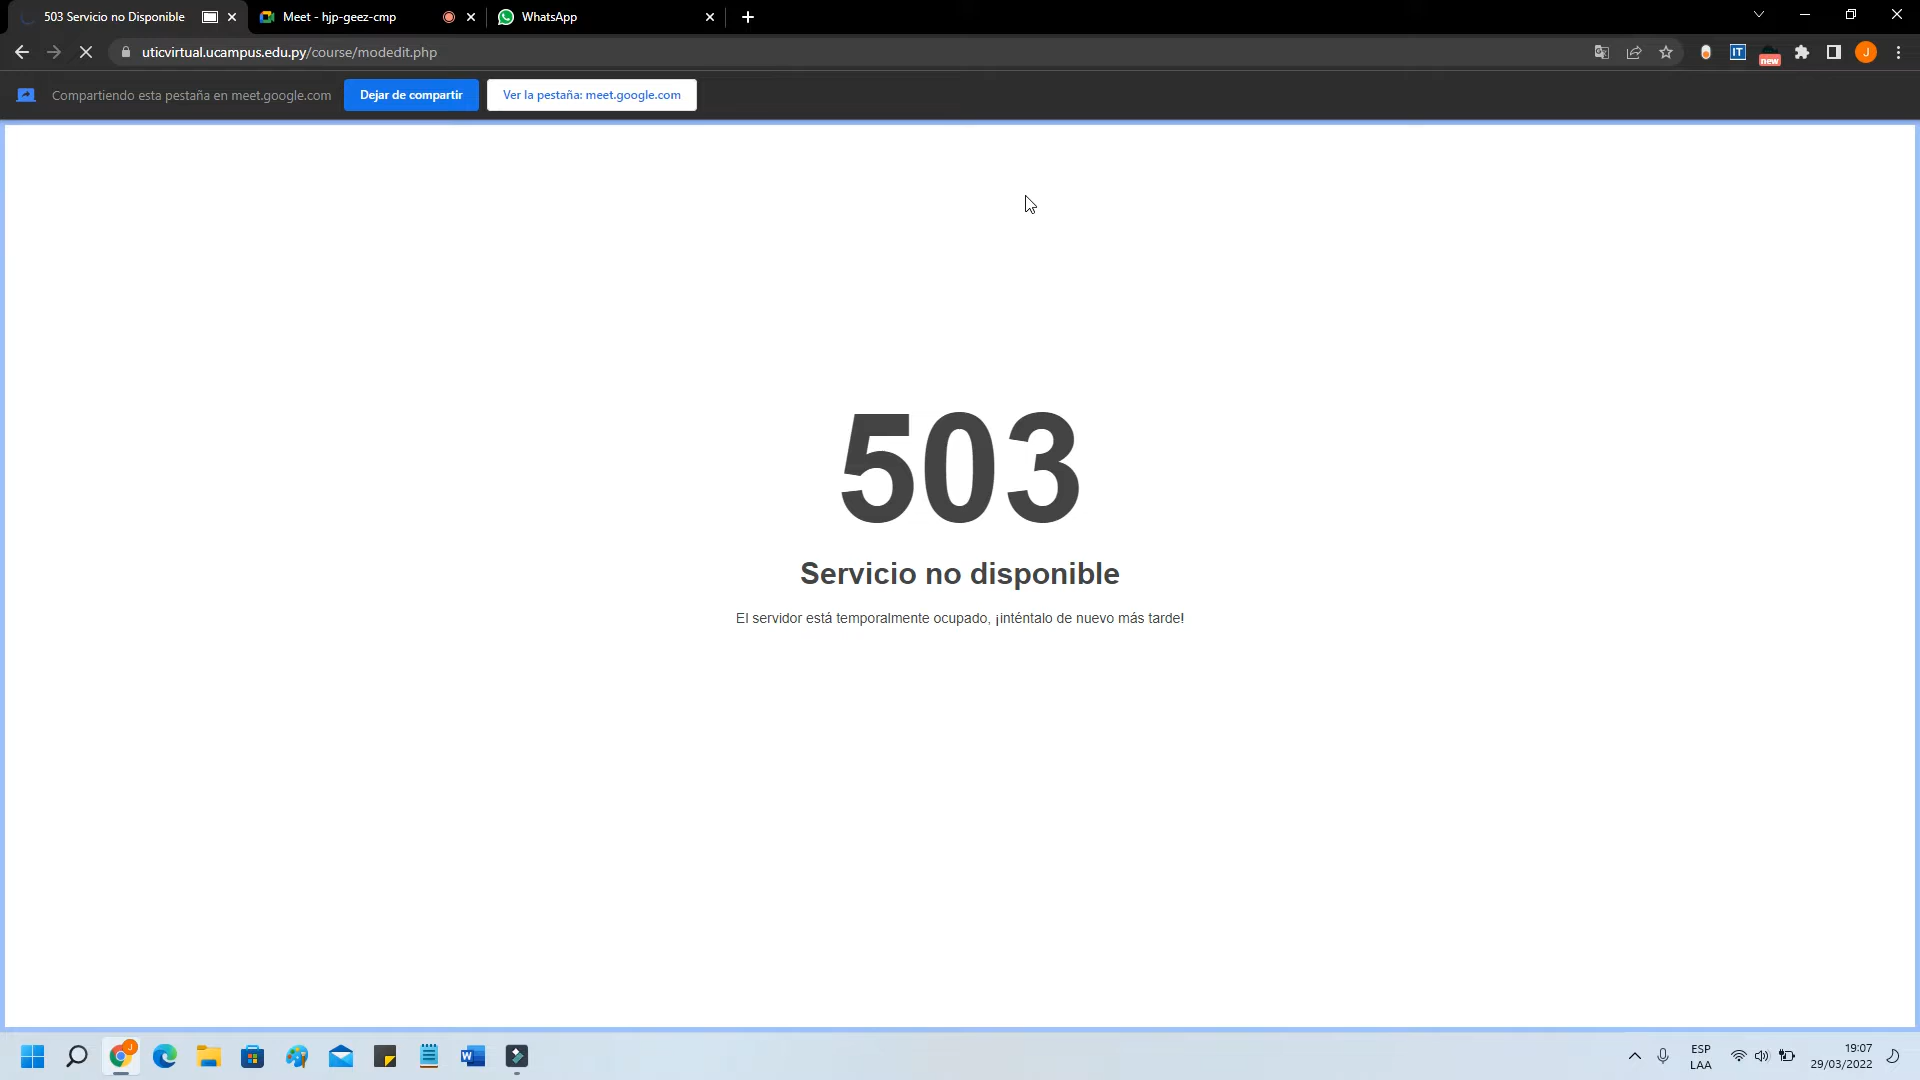 503 Servicio no Disponible
Meet - hjp-geez-cmp
WhatsApp
uticvirtual.ucampus.edu.py/course/modedit.php
IT
new
J
Compartiendo esta pestaña en meet.google.com
Dejar de compartir
Ver la pestaña: meet.google.com
503
Servicio no disponible
El servidor está temporalmente ocupado, ¡inténtalo de nuevo más tarde!
J
W
ESP
LAA
19:07
29/03/2022